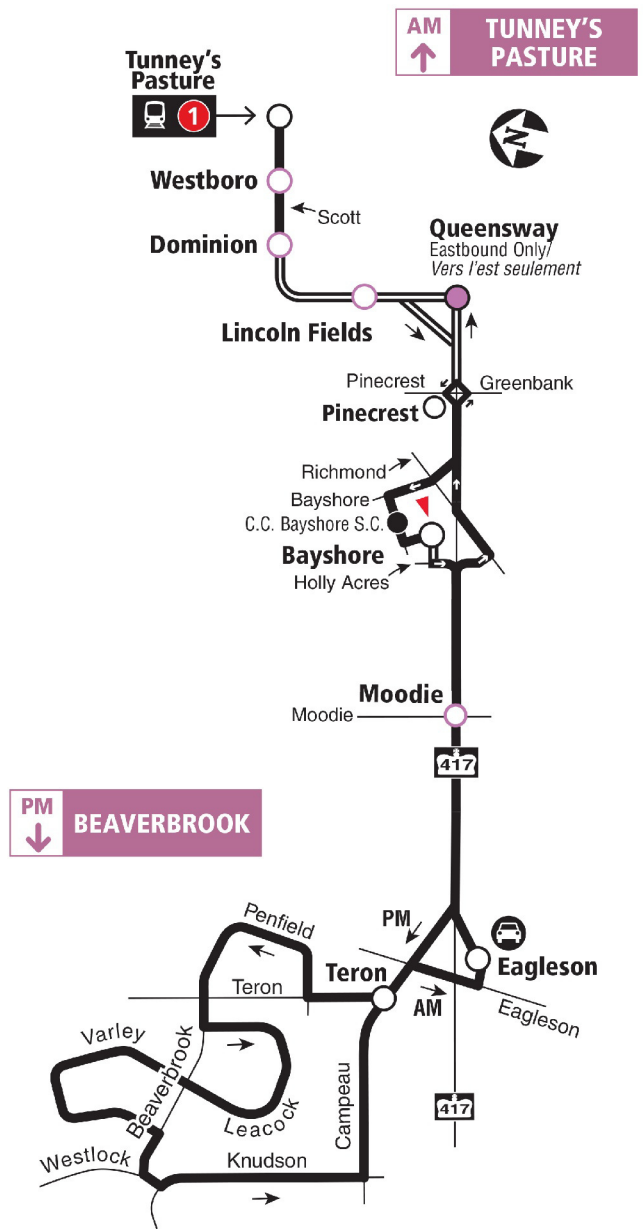 AM
TUNNEY'S
PASTURE
Tunney's
Pasture
1
N
Westboro
Scott
Dominion
Queensway
Eastbound Only/
Vers l'est seulement
Lincoln Fields
Pinecrest
Greenbank
Pinecrest
Richmond
Bayshore
C.C. Bayshore S.C.
Bayshore
Holly Acres
Moodie
Moodie
417
PM
BEAVERBROOK
Penfield
PM
Teron
Eagleson
Teron
AM
Eagleson
Varley
Beaverbrook
Leacock
Campeau
417
Westlock
Knudson